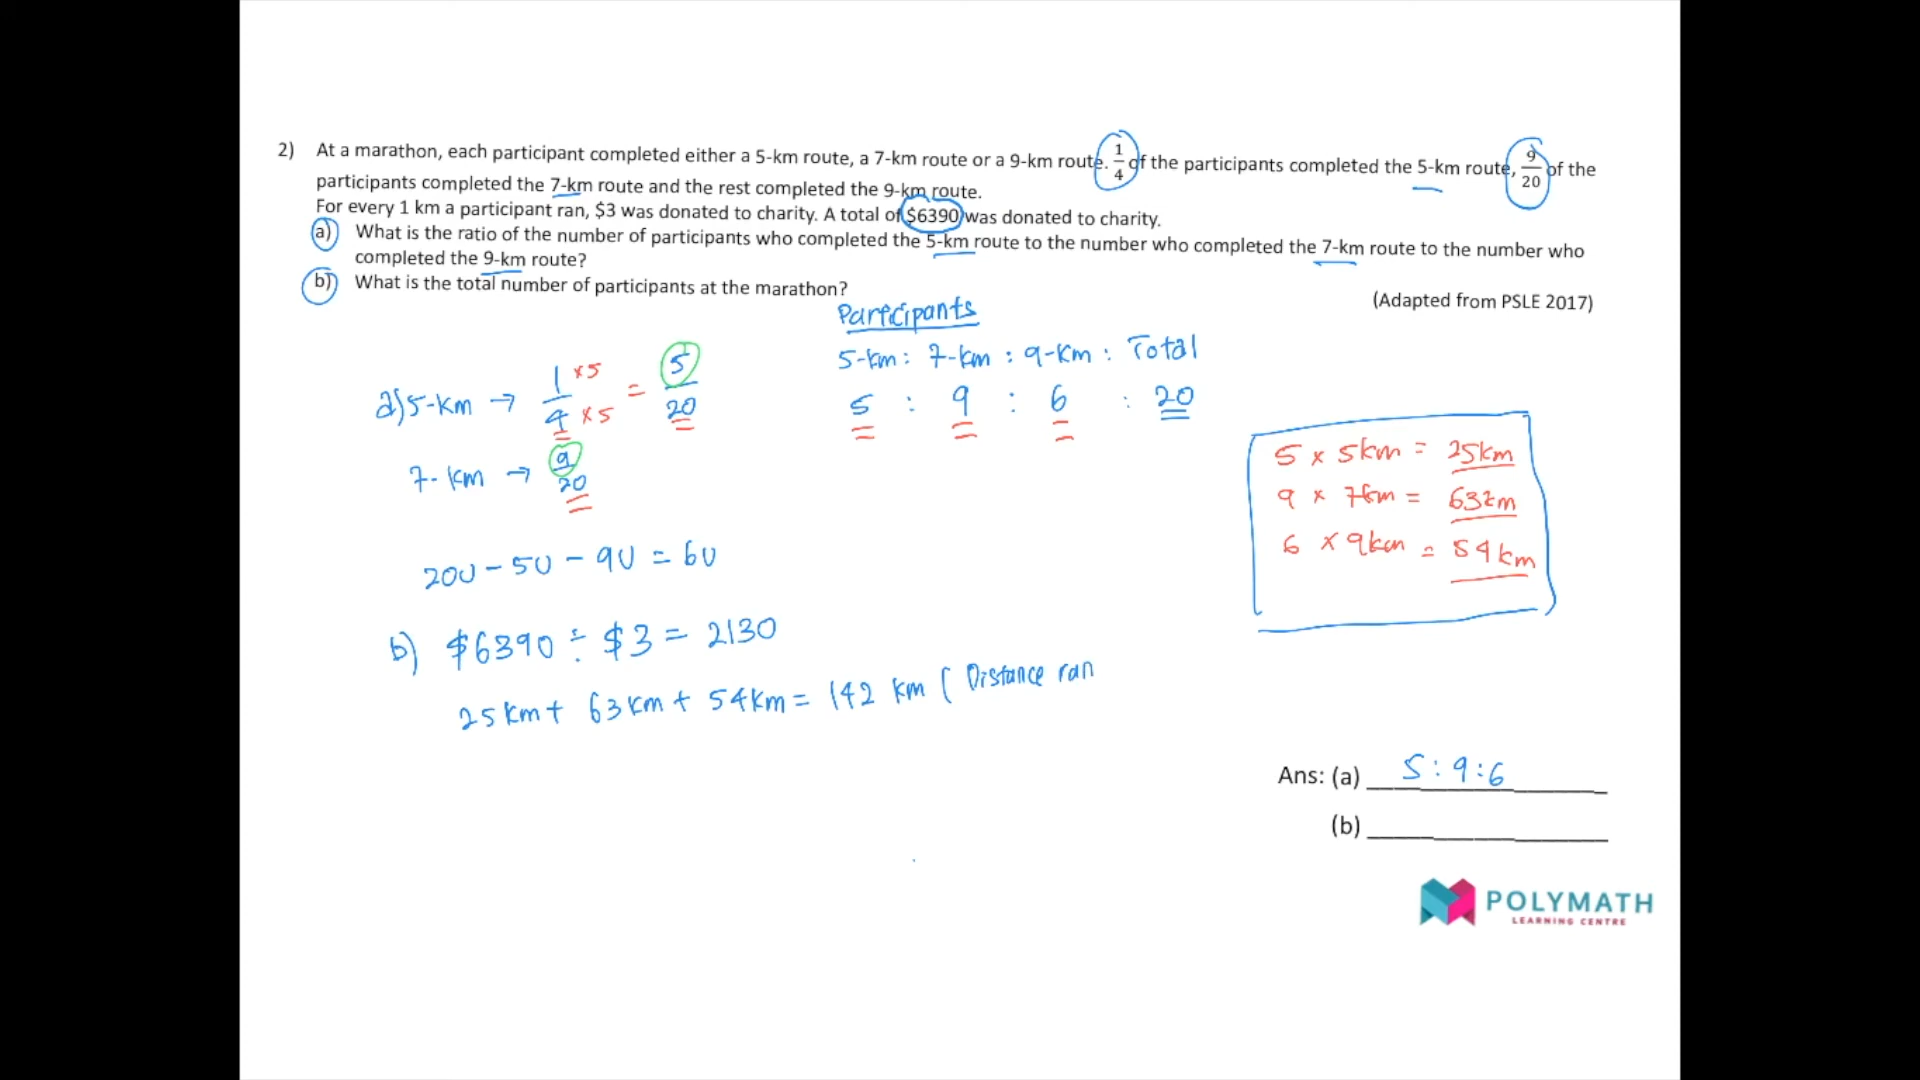 2) At a marathon, each participant completed either a 5-km route, a 7-km route or a 9-km route. 1/4 of the participants completed the 5-km route, 9/20 of the
participants completed the 7-km route and the rest completed the 9-km route.
For every 1 km a participant ran, $3 was donated to charity. A total of $6390 was donated to charity.
a) What is the ratio of the number of participants who completed the 5-km route to the number who completed the 7-km route to the number who
completed the 9-km route?
b) What is the total number of participants at the marathon?
(Adapted from PSLE 2017)
Participants
5-km : 7-km : 9-km : Total
5 : 9 : 6 : 20
a) 5-km → 1/4 ×5 ×5 = 5/20
7-km → 9/20
20U - 5U - 9U = 6U
5 × 5km = 25km
9 × 7km = 63km
6 × 9km = 54km
b) $6390 ÷ $3 = 2130
25km + 63km + 54km = 142 km ( Distance ran
Ans: (a) 5:9:6
(b)
POLYMATH
LEARNING CENTRE